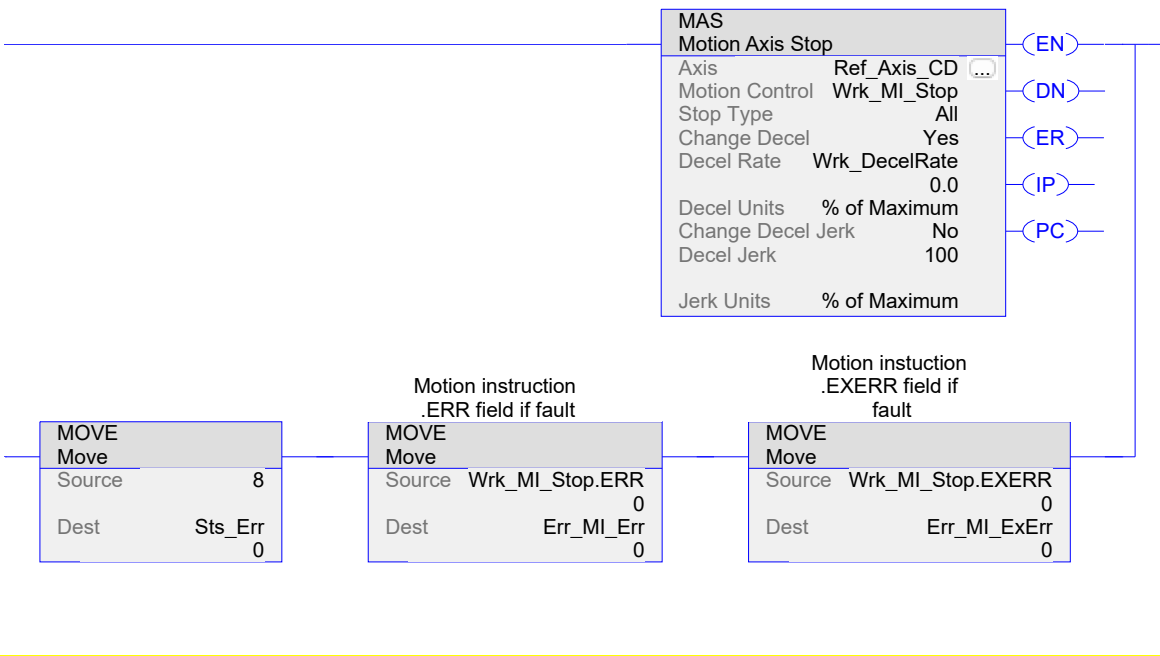 MAS
Motion Axis Stop
Axis Ref_Axis_CD ...
Motion Control Wrk_MI_Stop
Stop Type All
Change Decel Yes
Decel Rate Wrk_DecelRate
0.0
Decel Units % of Maximum
Change Decel Jerk No
Decel Jerk 100
Jerk Units % of Maximum
EN
DN
ER
IP
PC
MOVE
Move
Source 8
Dest Sts_Err
0
Motion instruction
.ERR field if fault
MOVE
Move
Source Wrk_MI_Stop.ERR
0
Dest Err_MI_Err
0
Motion instuction
.EXERR field if
fault
MOVE
Move
Source Wrk_MI_Stop.EXERR
0
Dest Err_MI_ExErr
0